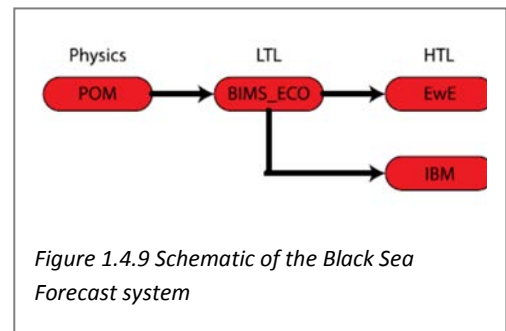 Physics LTL HTL
POM BIMS_ECO EwE
IBM
Figure 1.4.9 Schematic of the Black Sea
Forecast system